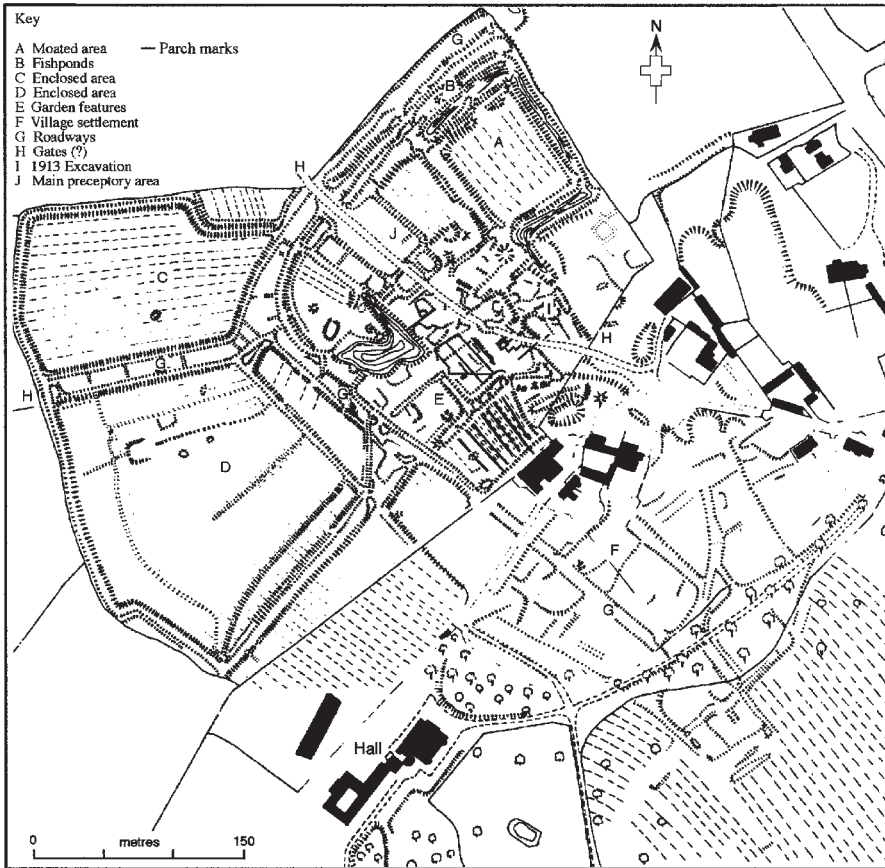 Key
A Moated area — Parch marks
B Fishponds
C Enclosed area
D Enclosed area
E Garden features
F Village settlement
G Roadways
H Gates (?)
I 1913 Excavation
J Main preceptory area
N
G
B
A
H
J
C
I
G
H
H
G
E
D
F
G
Hall
0 metres 150